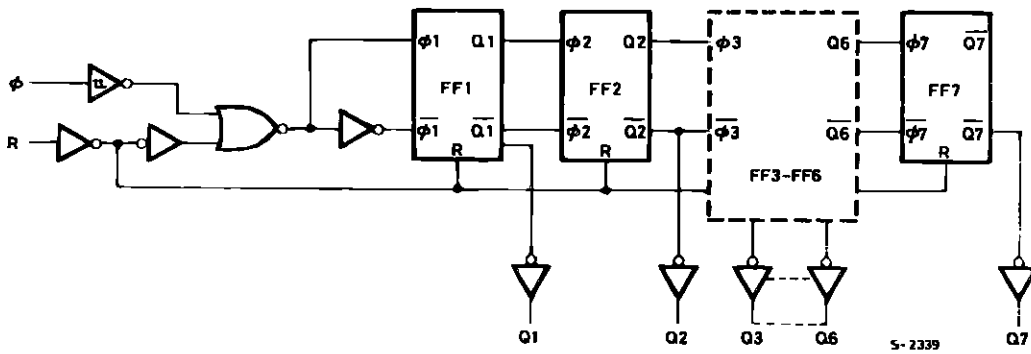 ϕ1 Q1 ϕ2 Q2 ϕ3 Q6 ϕ7 Q̅7̅
ϕ
FF1 FF2 FF7
R
ϕ̅1̅ Q̅1̅ ϕ̅2̅ Q̅2̅ ϕ̅3̅ Q̅6̅ ϕ̅7̅ Q̅7̅
R R R
FF3-FF6
Q1 Q2 Q3 Q6 Q7
S-2339